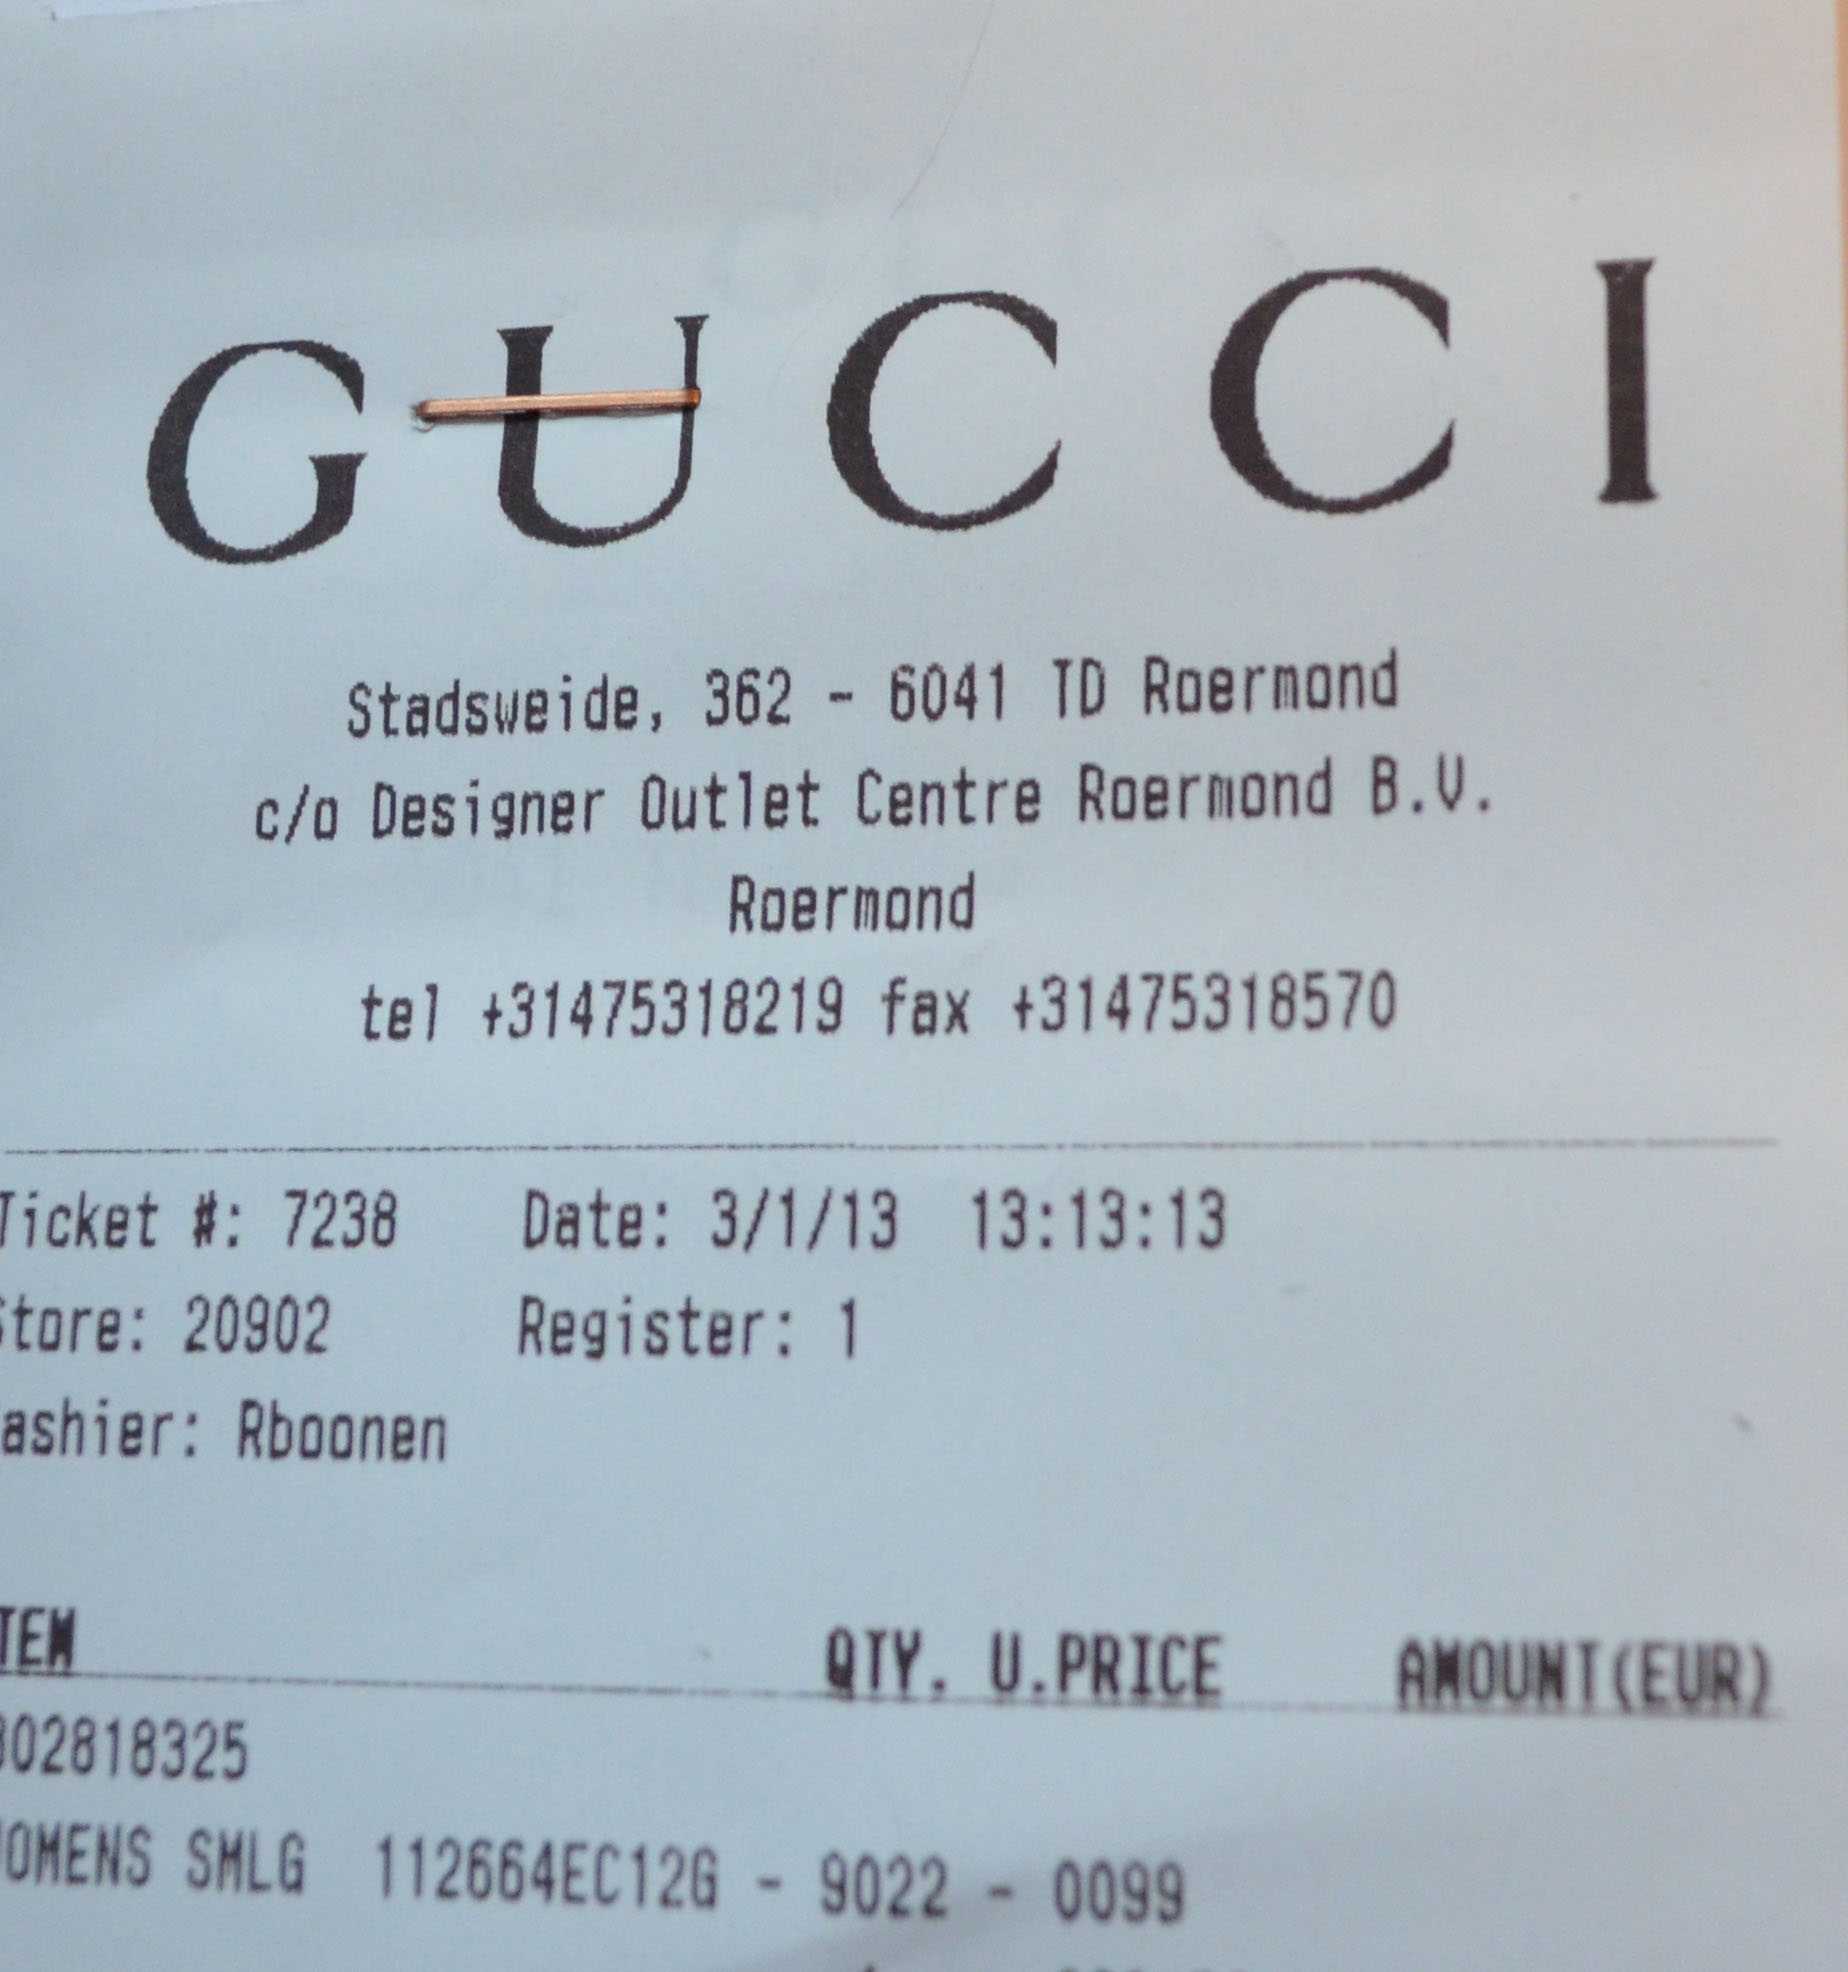 GUCCI
Stadsweide, 362 - 6041 TD Roermond
c/o Designer Outlet Centre Roermond B.V.
Roermond
tel +31475318219 fax +31475318570
Ticket #: 7238 Date: 3/1/13 13:13:13
Store: 20902 Register: 1
ashier: Rboonen
TEM QTY. U.PRICE AMOUNT(EUR)
302818325
WOMENS SMLG 112664EC12G - 9022 - 0099